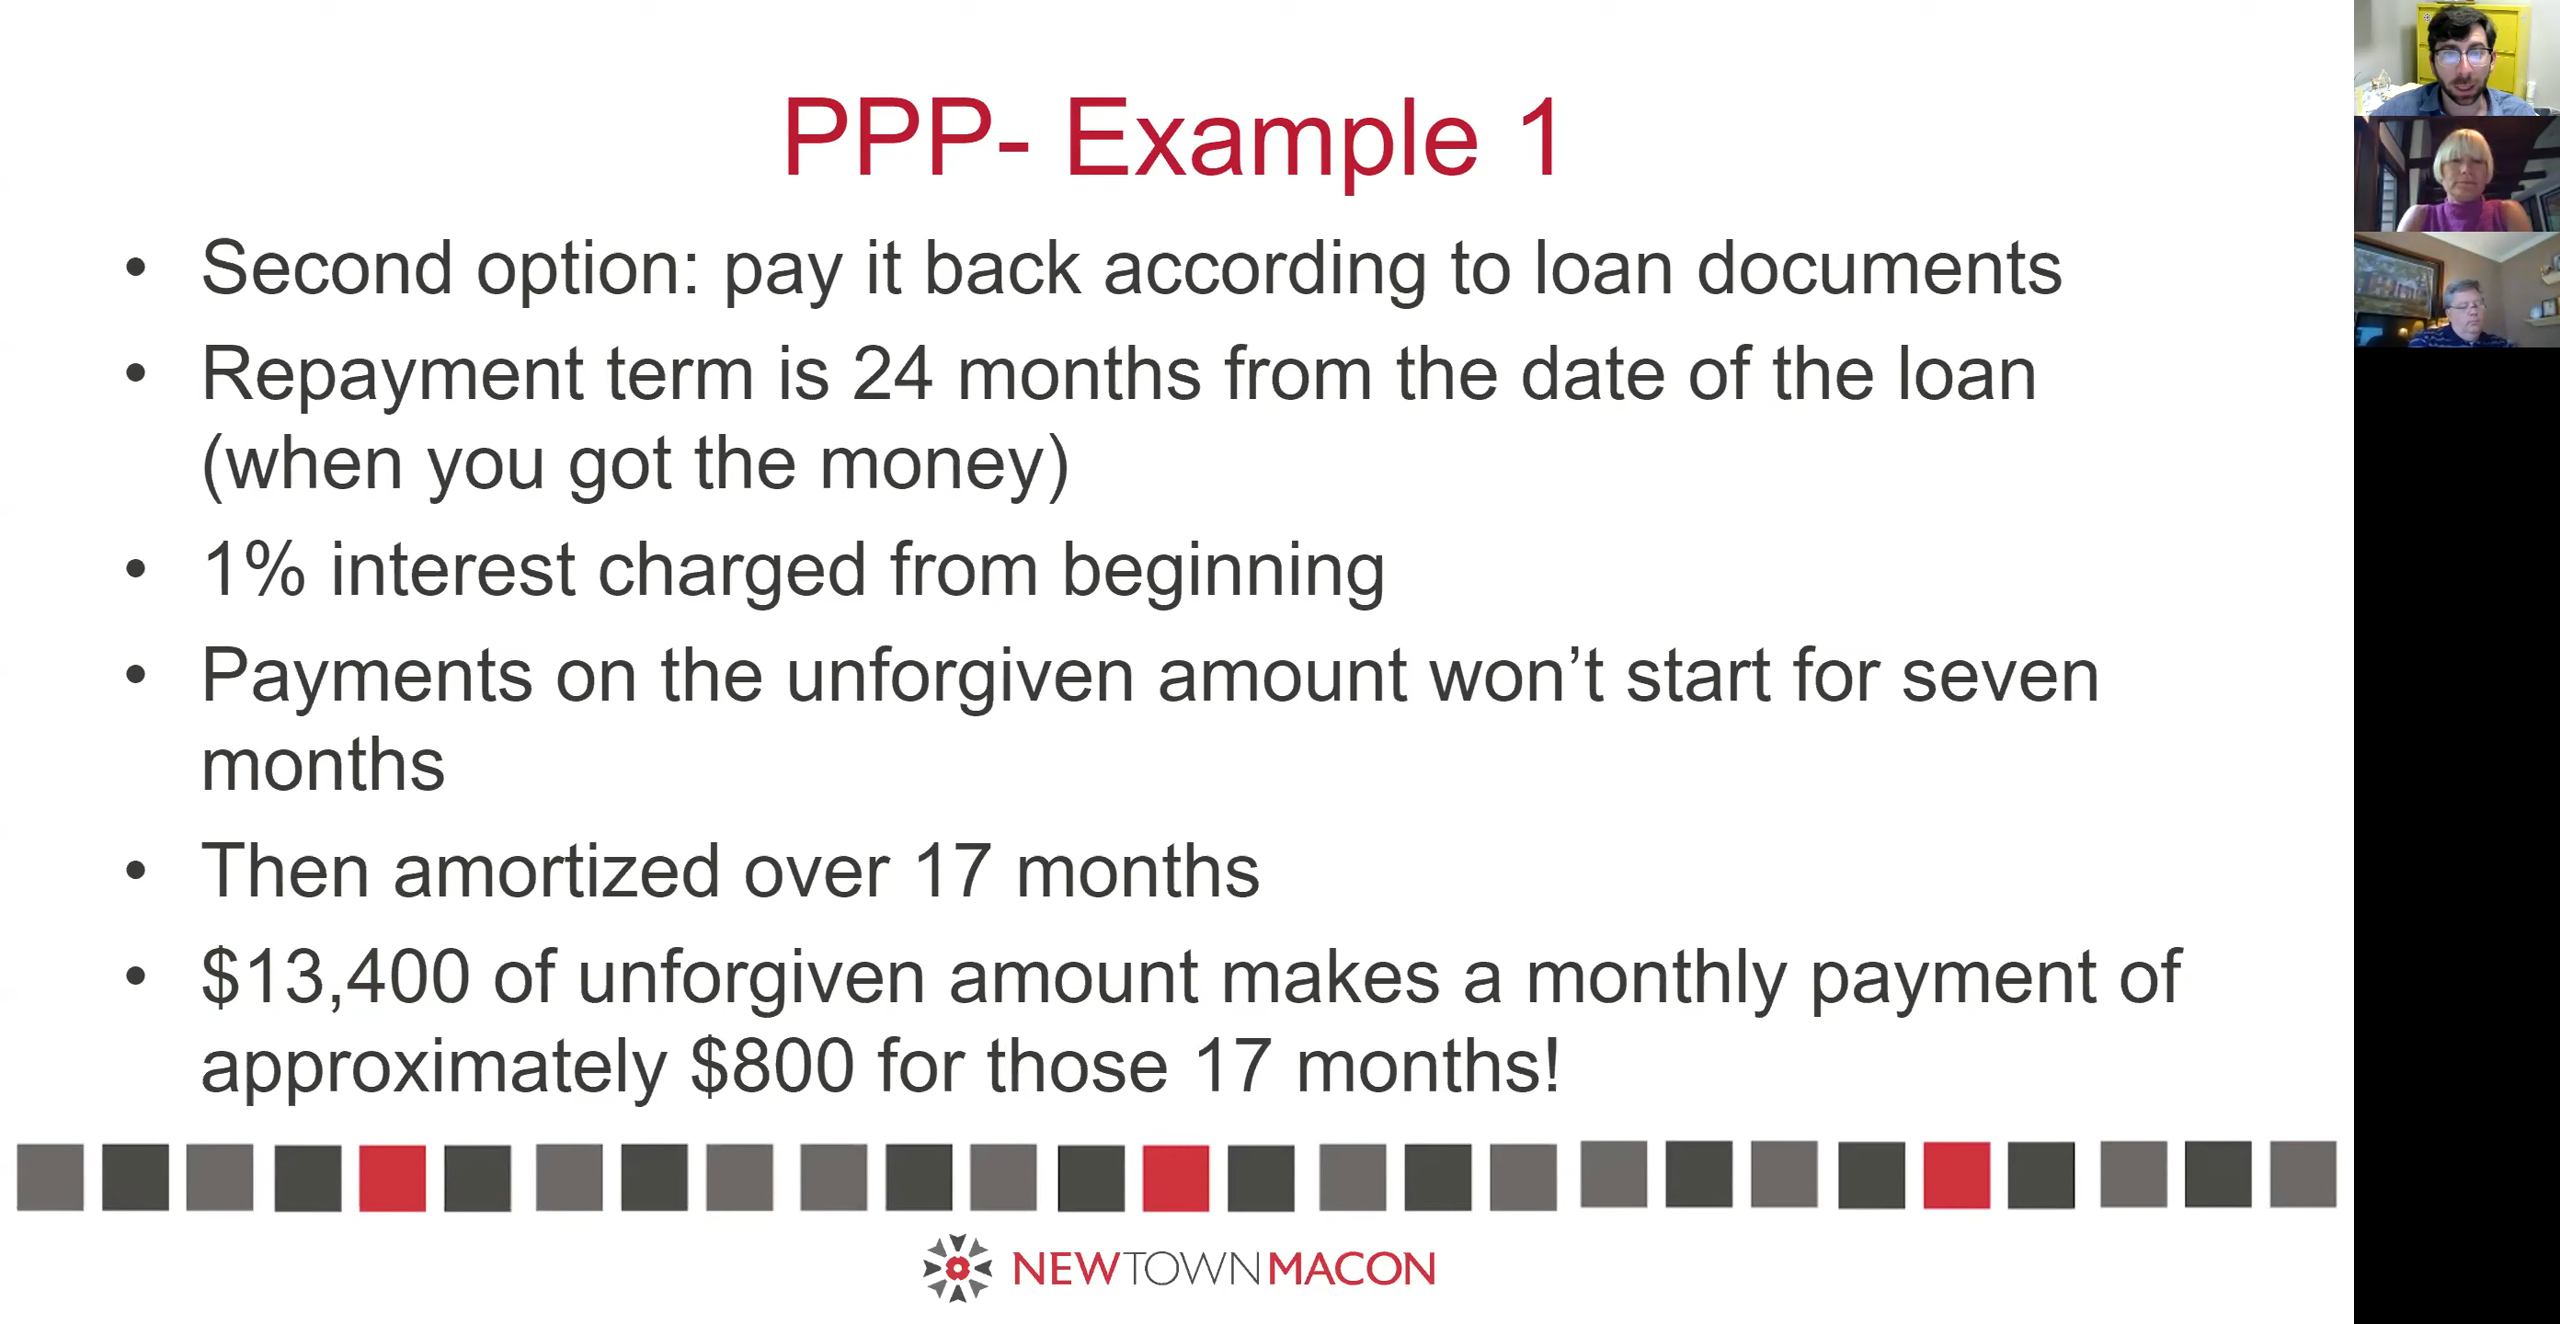 PPP- Example 1
• Second option: pay it back according to loan documents
• Repayment term is 24 months from the date of the loan
(when you got the money)
• 1% interest charged from beginning
• Payments on the unforgiven amount won’t start for seven
months
• Then amortized over 17 months
• $13,400 of unforgiven amount makes a monthly payment of
approximately $800 for those 17 months!
NEWTOWNMACON